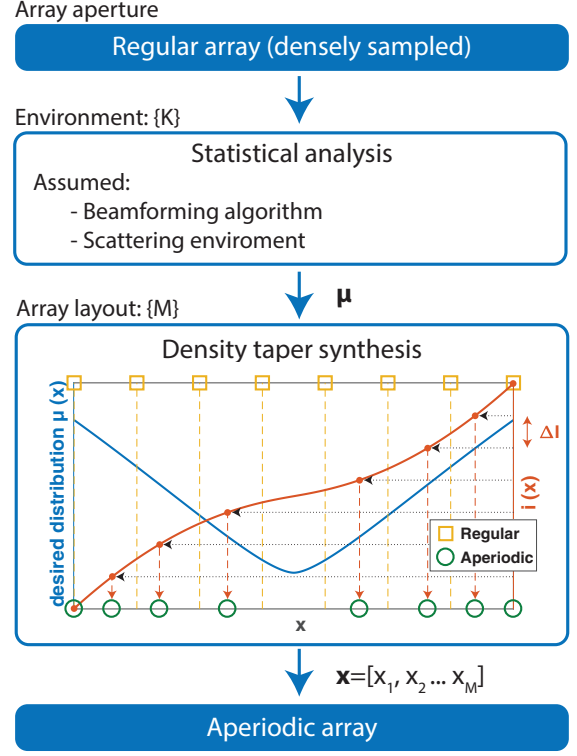 Array aperture
Regular array (densely sampled)
Environment: {K}
Statistical analysis
Assumed:
- Beamforming algorithm
- Scattering enviroment
μ
Array layout: {M}
Density taper synthesis
desired distribution μ (x)
ΔI
i (x)
Regular
Aperiodic
x
x=[x1, x2 ... xM]
Aperiodic array